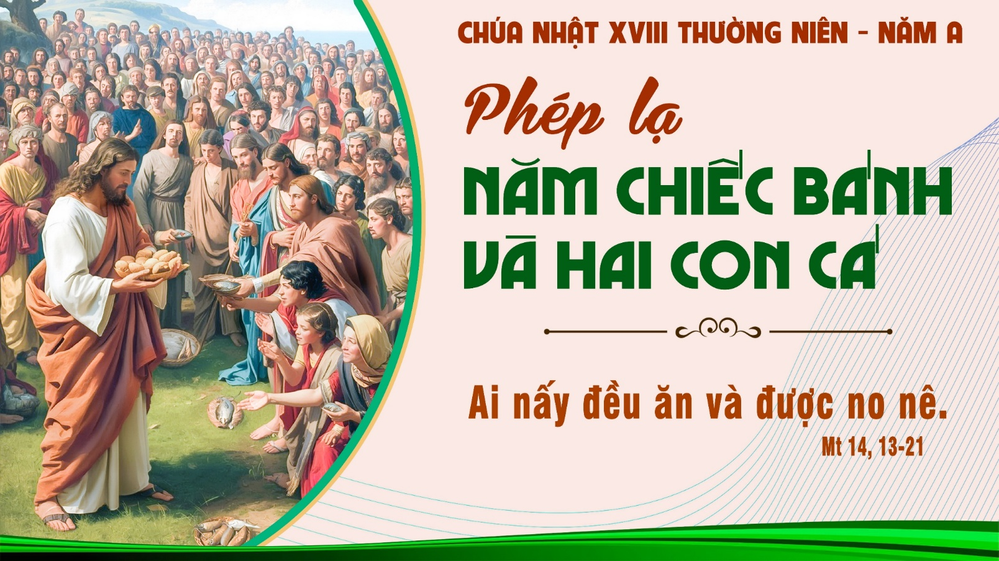 CHÚA NHẬT XVIII THƯỜNG NIÊN - NĂM A
Phép lạ
NĂM CHIẾC BÁNH
VÀ HAI CON CÁ
Ai nấy đều ăn và được no nê.
Mt 14, 13-21